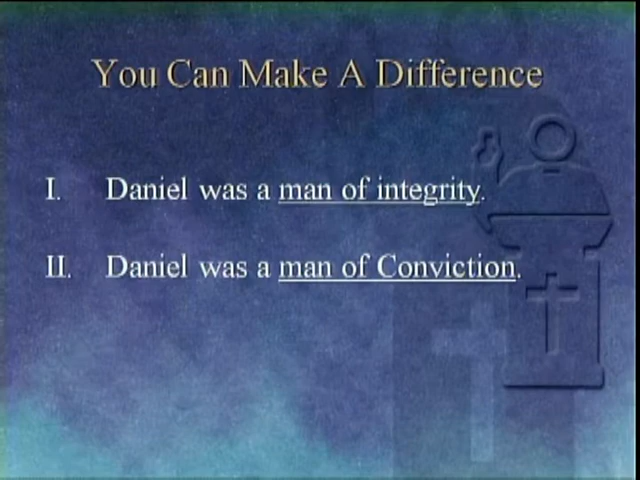 You Can Make A Difference
I. Daniel was a man of integrity.
II. Daniel was a man of Conviction.